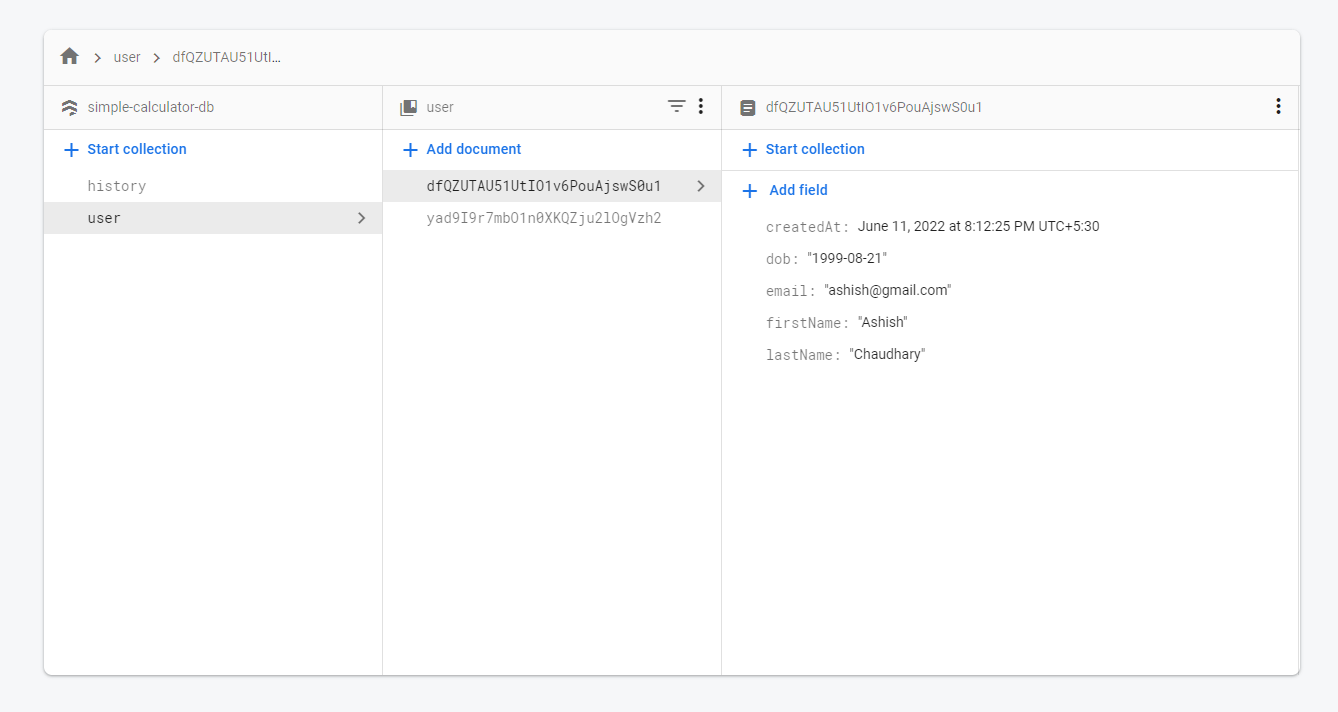 user dfQZUTAU51UtI...
simple-calculator-db
Start collection
history
user
user
Add document
dfQZUTAU51UtIO1v6PouAjswS0u1
yad9I9r7mbO1n0XKQZju2lOgVzh2
dfQZUTAU51UtIO1v6PouAjswS0u1
Start collection
Add field
createdAt: June 11, 2022 at 8:12:25 PM UTC+5:30
dob: "1999-08-21"
email: "ashish@gmail.com"
firstName: "Ashish"
lastName: "Chaudhary"